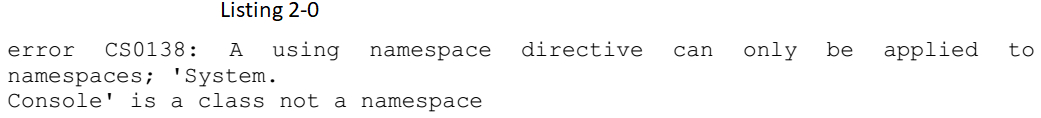 Listing 2-0
error CS0138: A using namespace directive can only be applied to
namespaces; 'System.
Console' is a class not a namespace